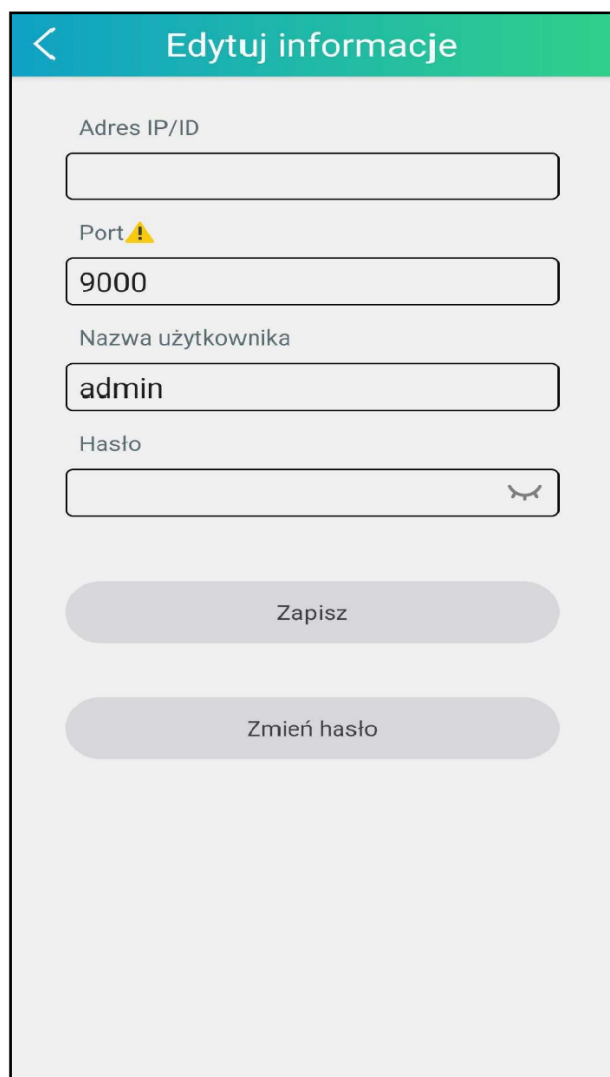 Edytuj informacje
Adres IP/ID
Port
9000
Nazwa użytkownika
admin
Hasło
Zapisz
Zmień hasło